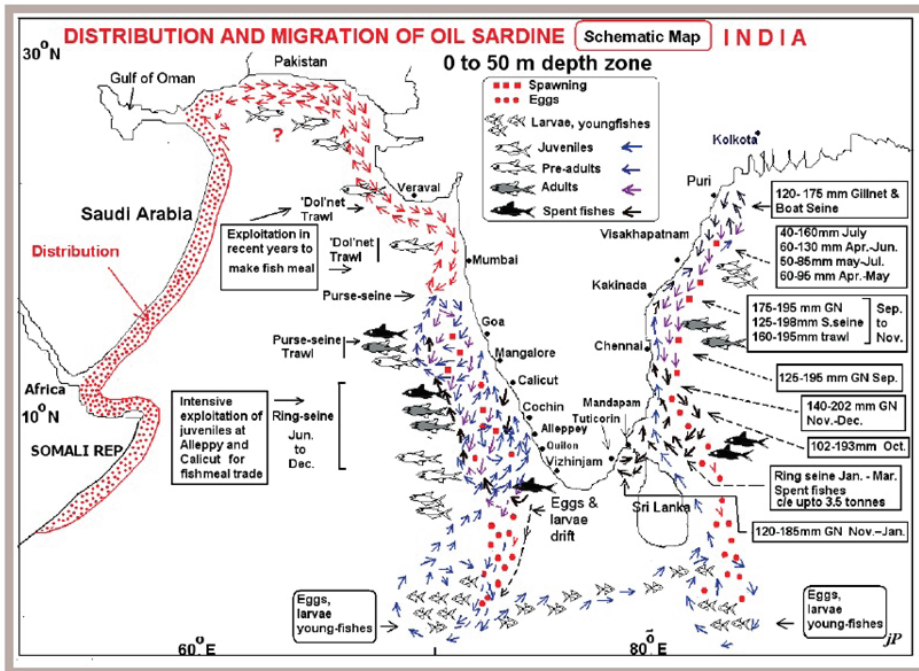 DISTRIBUTION AND MIGRATION OF OIL SARDINE Schematic Map INDIA
0 to 50 m depth zone
30°N
Pakistan
Gulf of Oman
Spawning
Eggs
Larvae, youngfishes
Juveniles
Pre-adults
Adults
Spent fishes
?
Saudi Arabia
Distribution
Africa
10°N
SOMALI REP.
Veraval
'Dol'net
Trawl
Exploitation in
recent years to
make fish meal
'Dol'net
Trawl
Mumbai
Purse-seine
Goa
Purse-seine
Trawl
Mangalore
Calicut
Intensive
exploitation of
juveniles at
Alleppy and
Calicut for
fishmeal trade
Ring-seine
Jun.
to
Dec.
Cochin
Alleppey
Quilon
Vizhinjam
Mandapam
Tuticorin
Sri Lanka
Eggs &
larvae
drift
Eggs,
larvae
young-fishes
Kolkota
Puri
Visakhapatnam
Kakinada
Chennai
120- 175 mm Gillnet &
Boat Seine
40-160mm July
60-130 mm Apr.-Jun.
50-85mm may-Jul.
60-95 mm Apr.-May
175-195 mm GN
125-198mm S.seine
160-195mm trawl
Sep.
to
Nov.
125-195 mm GN Sep.
140-202 mm GN
Nov.-Dec.
102-193mm Oct.
Ring seine Jan. - Mar.
Spent fishes
c/e upto 3.5 tonnes
120-185mm GN Nov.-Jan.
Eggs,
larvae
young-fishes
jP
60°E
80°E